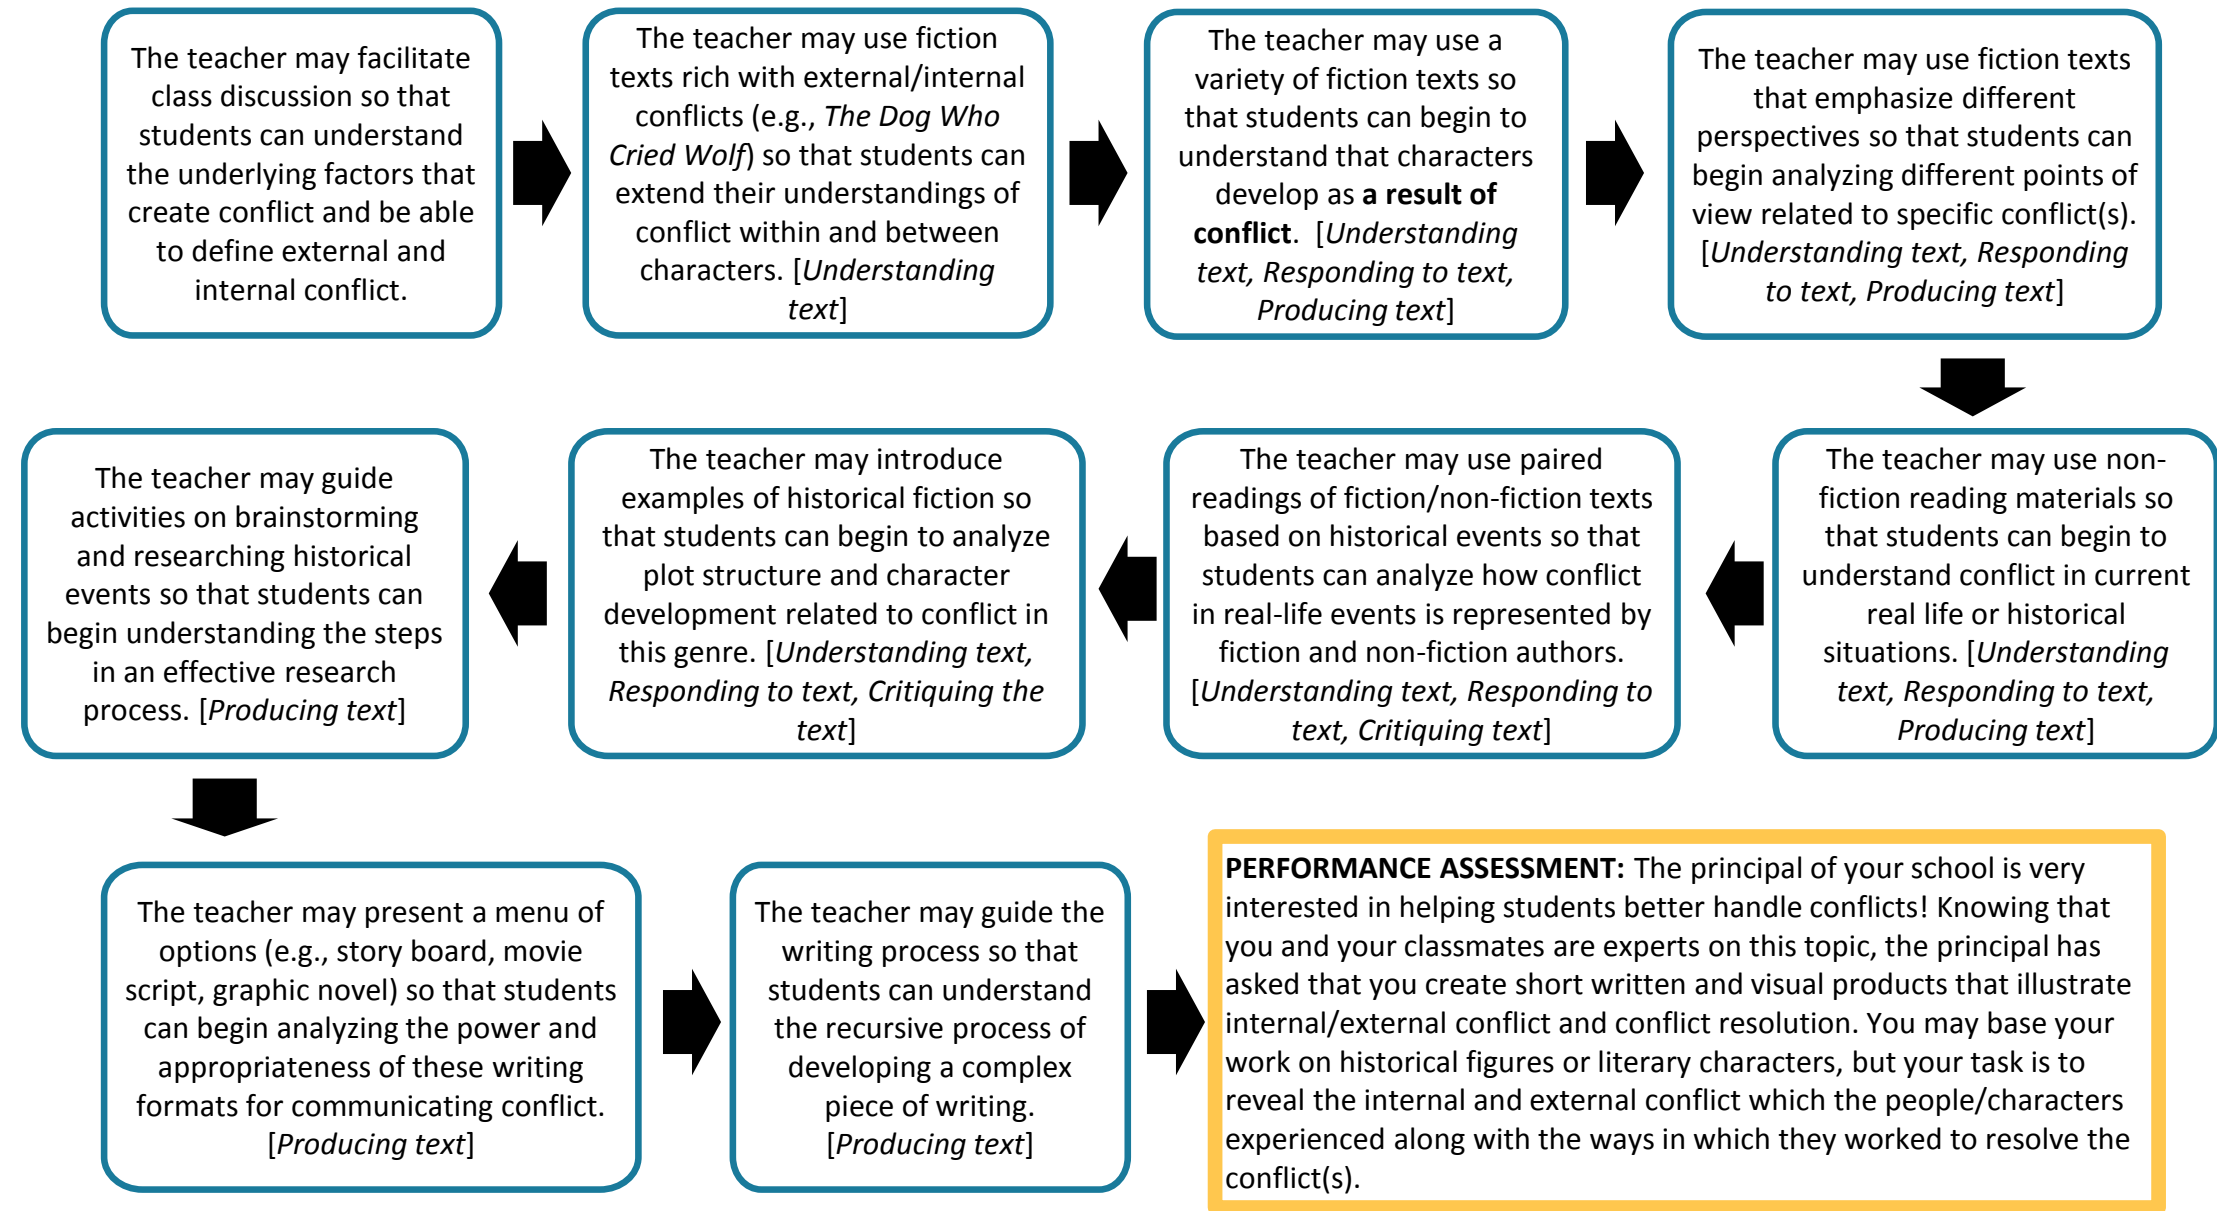 The teacher may facilitate
class discussion so that
students can understand
the underlying factors that
create conflict and be able
to define external and
internal conflict.
The teacher may use fiction
texts rich with external/internal
conflicts (e.g., The Dog Who
Cried Wolf) so that students can
extend their understandings of
conflict within and between
characters. [Understanding
text]
The teacher may use a
variety of fiction texts so
that students can begin to
understand that characters
develop as a result of
conflict. [Understanding
text, Responding to text,
Producing text]
The teacher may use fiction texts
that emphasize different
perspectives so that students can
begin analyzing different points of
view related to specific conflict(s).
[Understanding text, Responding
to text, Producing text]
The teacher may use non-
fiction reading materials so
that students can begin to
understand conflict in current
real life or historical
situations. [Understanding
text, Responding to text,
Producing text]
The teacher may use paired
readings of fiction/non-fiction texts
based on historical events so that
students can analyze how conflict
in real-life events is represented by
fiction and non-fiction authors.
[Understanding text, Responding to
text, Critiquing text]
The teacher may introduce
examples of historical fiction so
that students can begin to analyze
plot structure and character
development related to conflict in
this genre. [Understanding text,
Responding to text, Critiquing the
text]
The teacher may guide
activities on brainstorming
and researching historical
events so that students can
begin understanding the steps
in an effective research
process. [Producing text]
The teacher may present a menu of
options (e.g., story board, movie
script, graphic novel) so that students
can begin analyzing the power and
appropriateness of these writing
formats for communicating conflict.
[Producing text]
The teacher may guide the
writing process so that
students can understand
the recursive process of
developing a complex
piece of writing.
[Producing text]
PERFORMANCE ASSESSMENT: The principal of your school is very
interested in helping students better handle conflicts! Knowing that
you and your classmates are experts on this topic, the principal has
asked that you create short written and visual products that illustrate
internal/external conflict and conflict resolution. You may base your
work on historical figures or literary characters, but your task is to
reveal the internal and external conflict which the people/characters
experienced along with the ways in which they worked to resolve the
conflict(s).